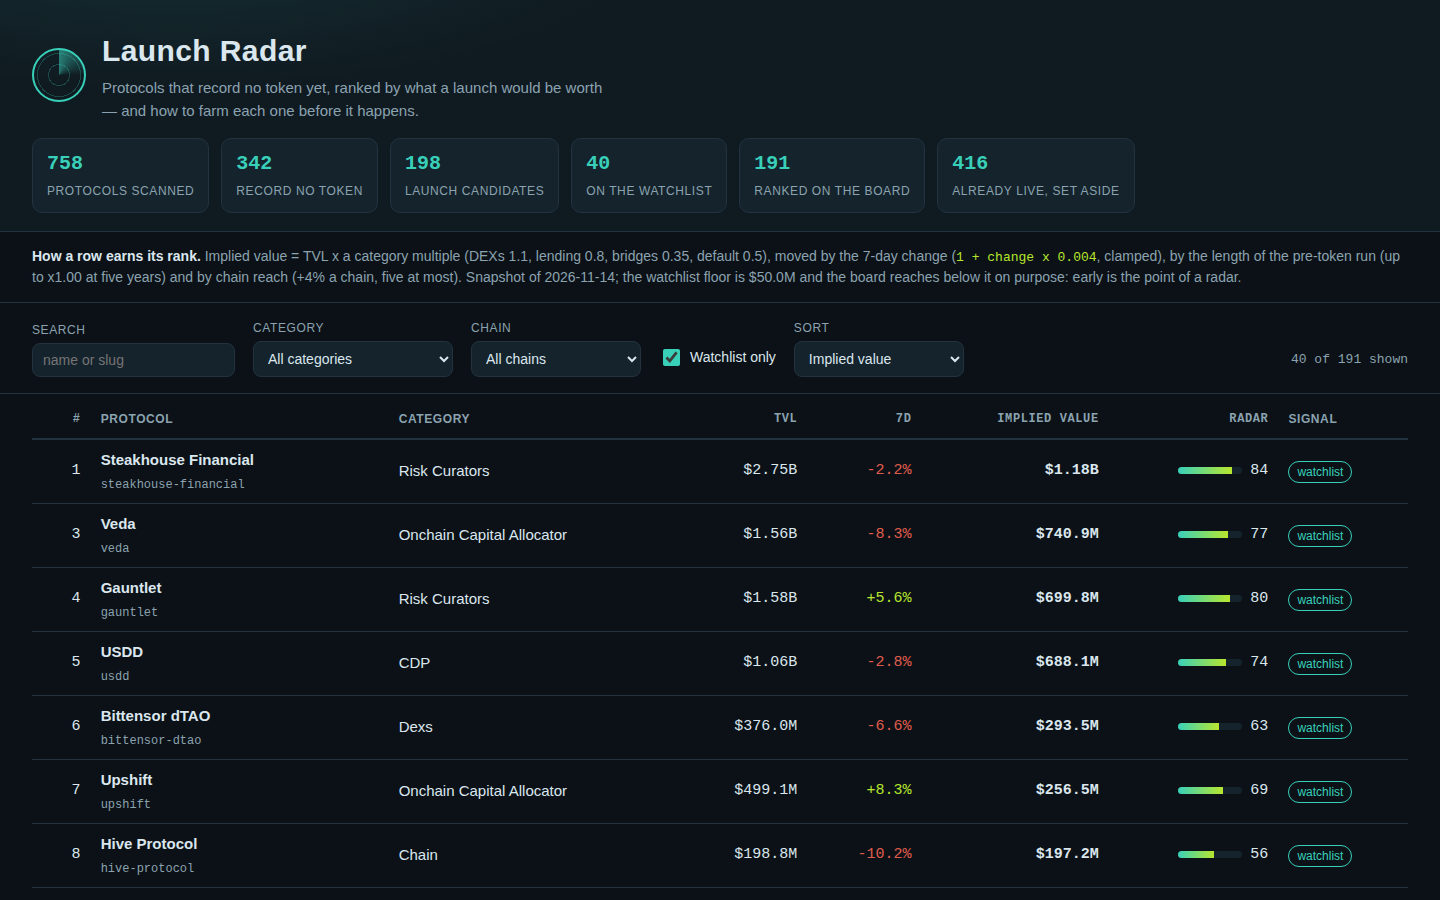 Launch Radar
Protocols that record no token yet, ranked by what a launch would be worth
— and how to farm each one before it happens.
758
PROTOCOLS SCANNED
342
RECORD NO TOKEN
198
LAUNCH CANDIDATES
40
ON THE WATCHLIST
191
RANKED ON THE BOARD
416
ALREADY LIVE, SET ASIDE
How a row earns its rank. Implied value = TVL x a category multiple (DEXs 1.1, lending 0.8, bridges 0.35, default 0.5), moved by the 7-day change (1 + change x 0.004, clamped), by the length of the pre-token run (up
to x1.00 at five years) and by chain reach (+4% a chain, five at most). Snapshot of 2026-11-14; the watchlist floor is $50.0M and the board reaches below it on purpose: early is the point of a radar.
SEARCH CATEGORY CHAIN SORT
name or slug All categories All chains Watchlist only Implied value 40 of 191 shown
# PROTOCOL CATEGORY TVL 7D IMPLIED VALUE RADAR SIGNAL
1 Steakhouse Financial Risk Curators $2.75B -2.2% $1.18B 84 watchlist
steakhouse-financial
3 Veda Onchain Capital Allocator $1.56B -8.3% $740.9M 77 watchlist
veda
4 Gauntlet Risk Curators $1.58B +5.6% $699.8M 80 watchlist
gauntlet
5 USDD CDP $1.06B -2.8% $688.1M 74 watchlist
usdd
6 Bittensor dTAO Dexs $376.0M -6.6% $293.5M 63 watchlist
bittensor-dtao
7 Upshift Onchain Capital Allocator $499.1M +8.3% $256.5M 69 watchlist
upshift
8 Hive Protocol Chain $198.8M -10.2% $197.2M 56 watchlist
hive-protocol